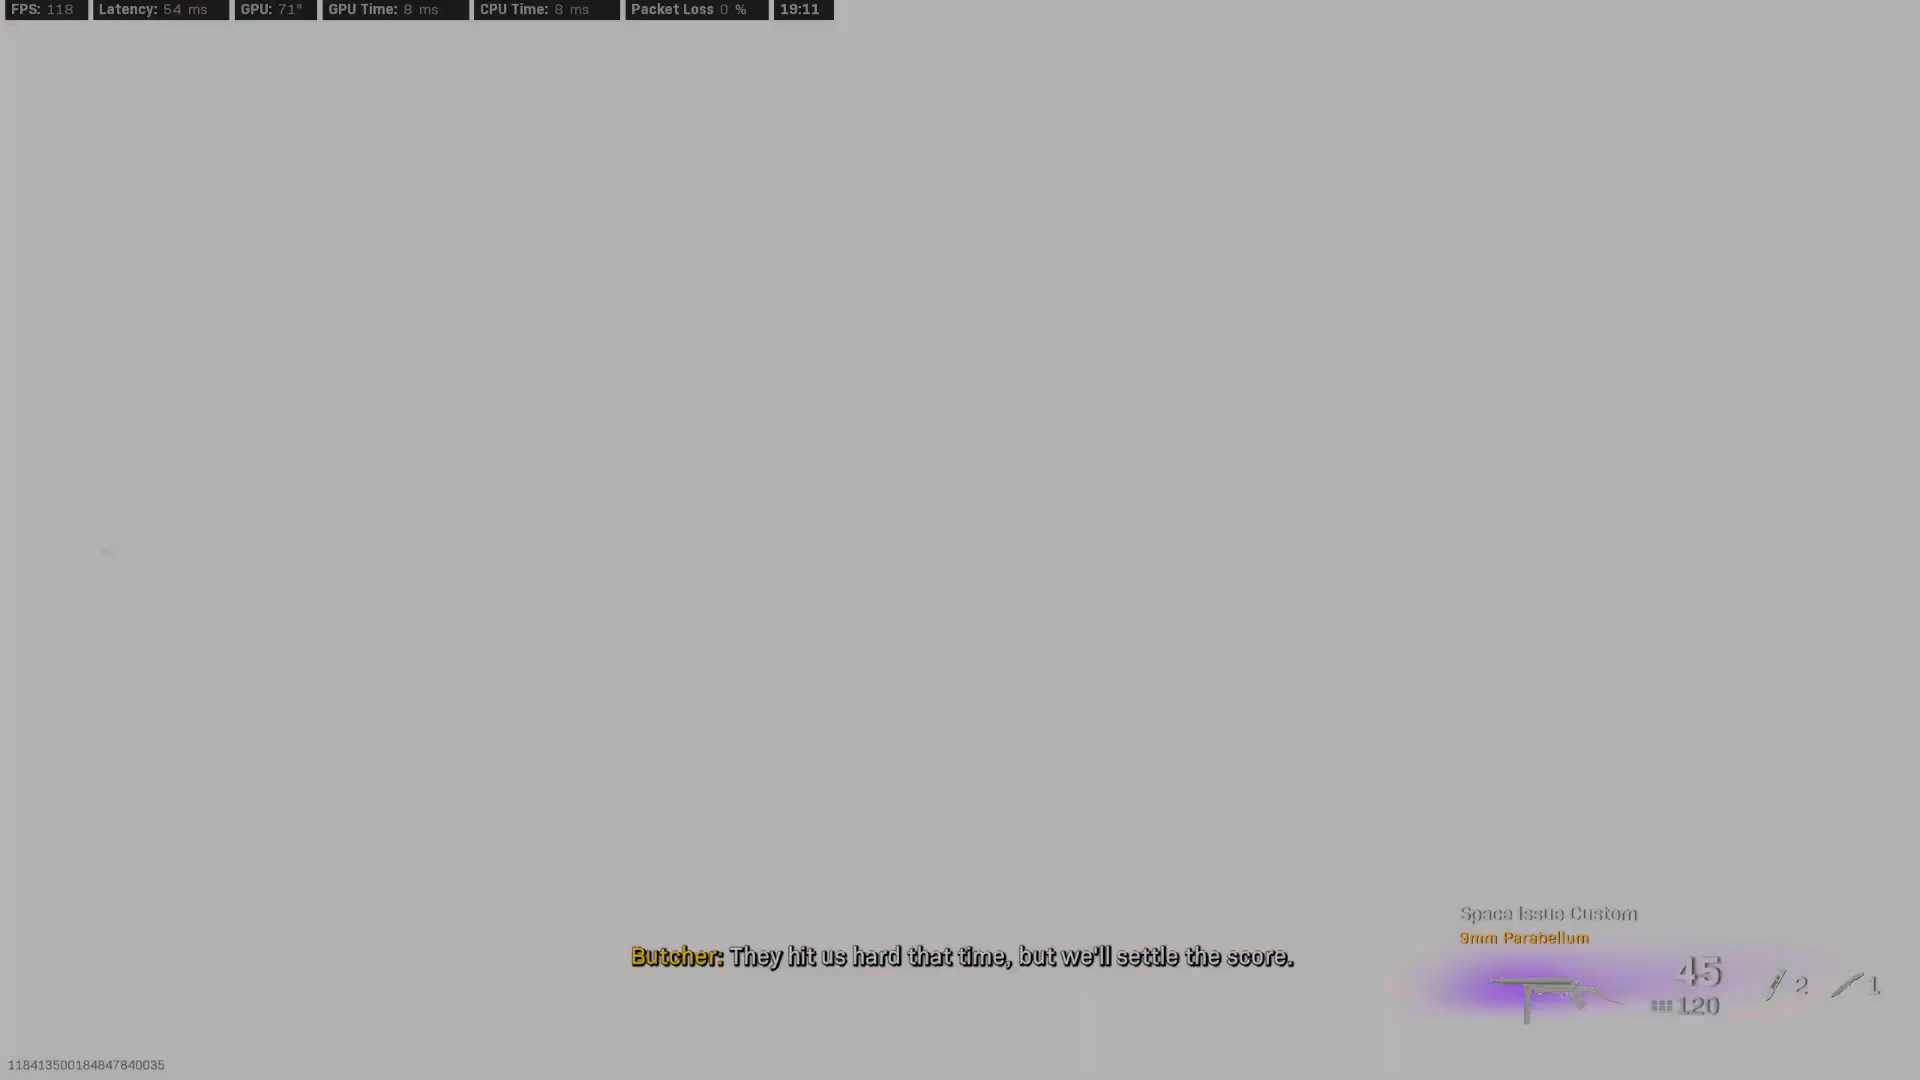 FPS: 118 Latency: 54 ms GPU: 71° GPU Time: 8 ms CPU Time: 8 ms Packet Loss 0 % 19:11
Space Issue Custom
9mm Parabellum
Butcher: They hit us hard that time, but we'll settle the score.
45
120
2 1
118413500184847840035